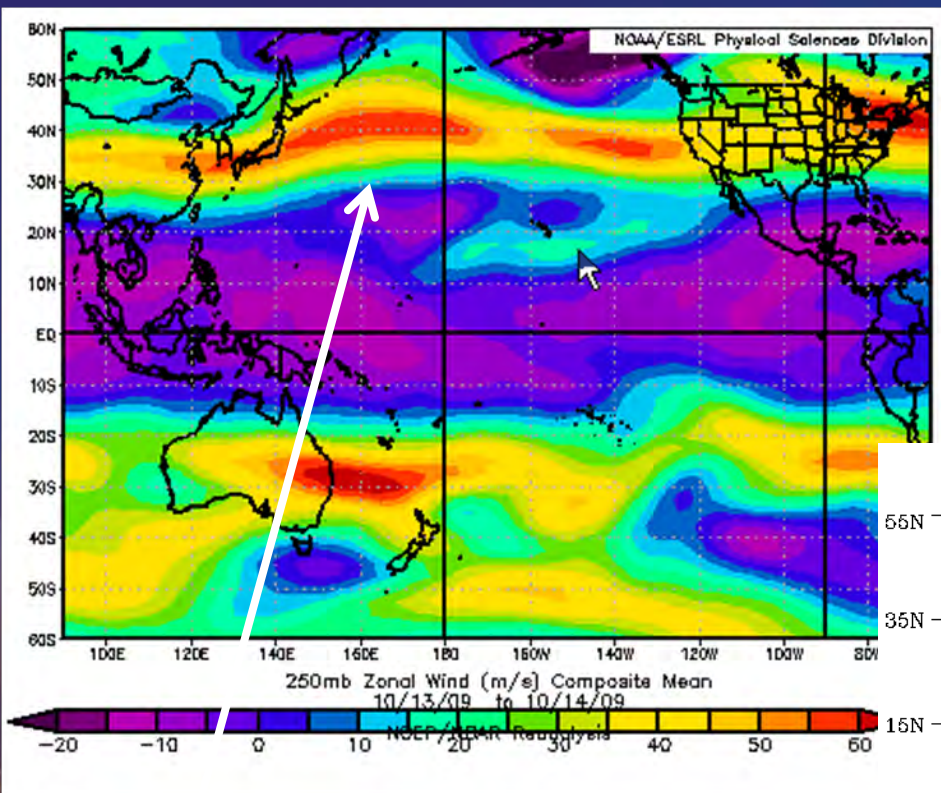 NOAA/ESRL Physical Sciences Division
60N
50N
40N
30N
20N
10N
EQ
10S
20S
30S
40S
50S
60S
100E 120E 140E 160E 180 160W 140W 120W 100W 80W
250mb Zonal Wind (m/s) Composite Mean
10/13/09 to 10/14/09
NCEP/NCAR Reanalysis
-20 -10 0 10 20 30 40 50 60
55N
35N
15N